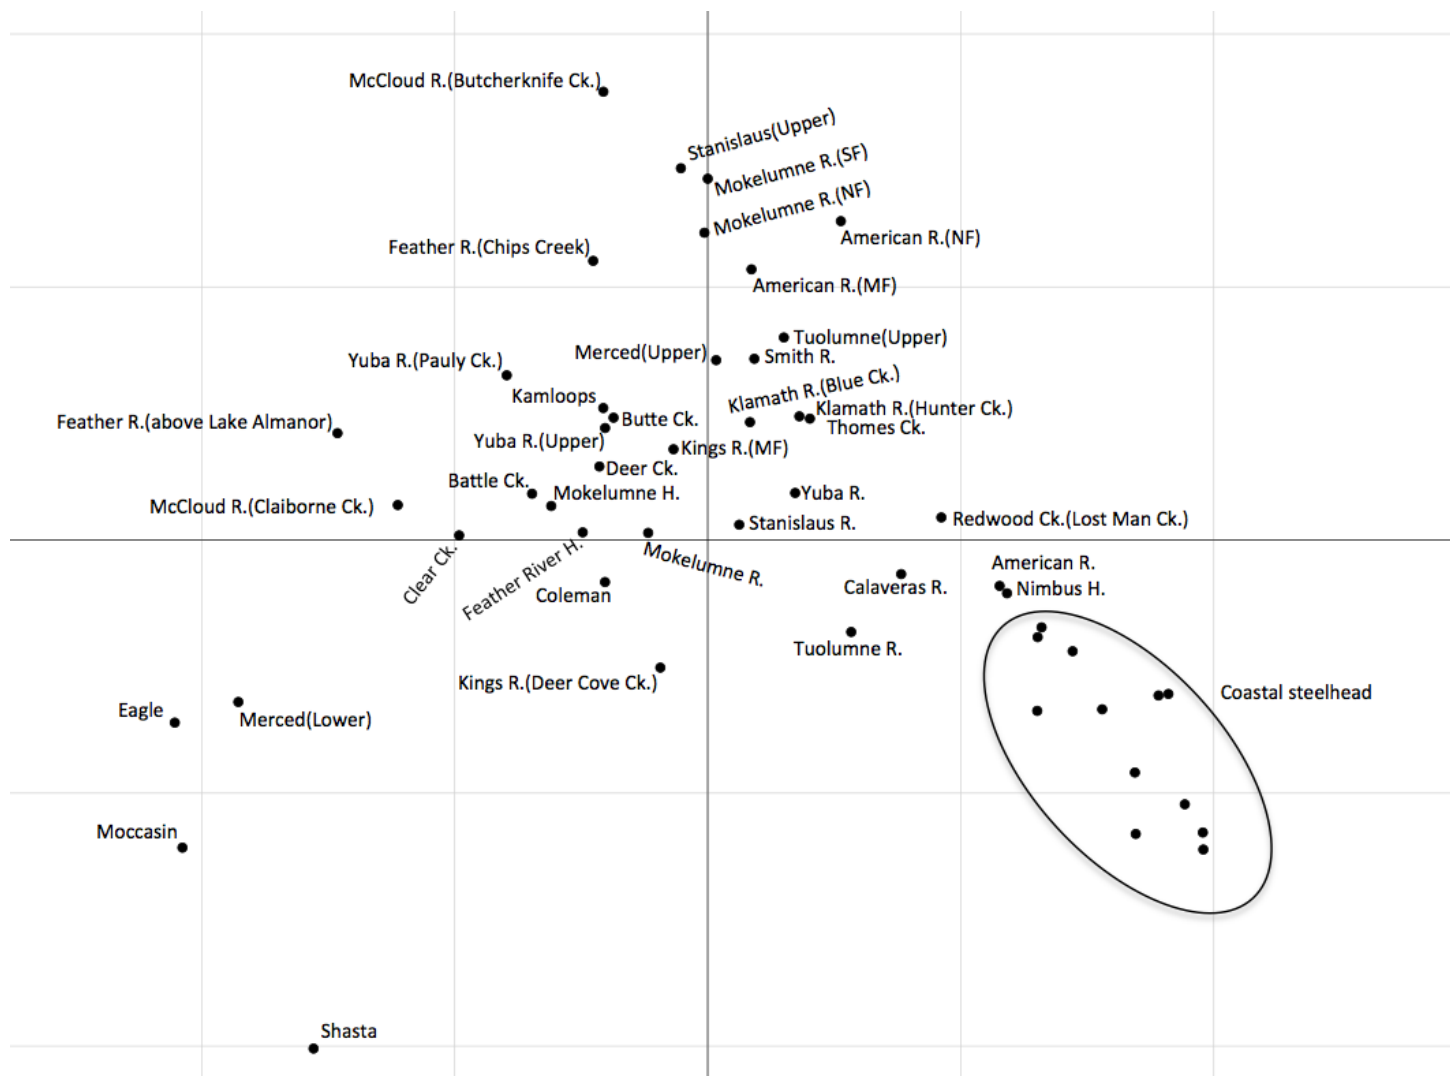 McCloud R.(Butcherknife Ck.)
Stanislaus(Upper)
Mokelumne R.(SF)
Mokelumne R.(NF)
American R.(NF)
Feather R.(Chips Creek)
American R.(MF)
Tuolumne(Upper)
Merced(Upper)
Smith R.
Yuba R.(Pauly Ck.)
Klamath R.(Blue Ck.)
Kamloops
Klamath R.(Hunter Ck.)
Butte Ck.
Thomes Ck.
Feather R.(above Lake Almanor)
Yuba R.(Upper)
Kings R.(MF)
Deer Ck.
Battle Ck.
Mokelumne H.
Yuba R.
McCloud R.(Claiborne Ck.)
Stanislaus R.
Redwood Ck.(Lost Man Ck.)
Clear Ck.
Feather River H.
Mokelumne R.
American R.
Coleman
Calaveras R.
Nimbus H.
Tuolumne R.
Kings R.(Deer Cove Ck.)
Coastal steelhead
Eagle
Merced(Lower)
Moccasin
Shasta